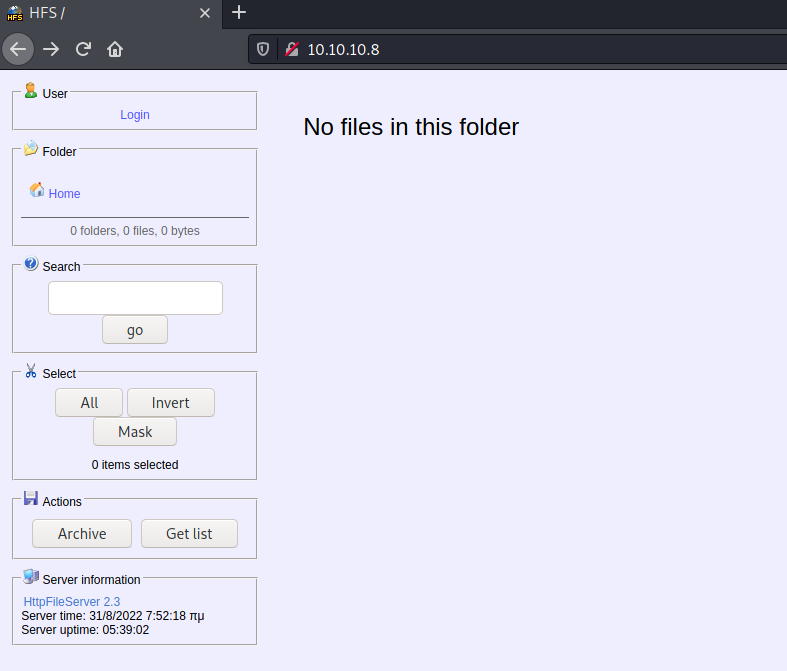 HFS /
10.10.10.8
User
Login
Folder
Home
0 folders, 0 files, 0 bytes
Search
go
Select
All
Invert
Mask
0 items selected
Actions
Archive
Get list
Server information
HttpFileServer 2.3
Server time: 31/8/2022 7:52:18 πμ
Server uptime: 05:39:02
No files in this folder